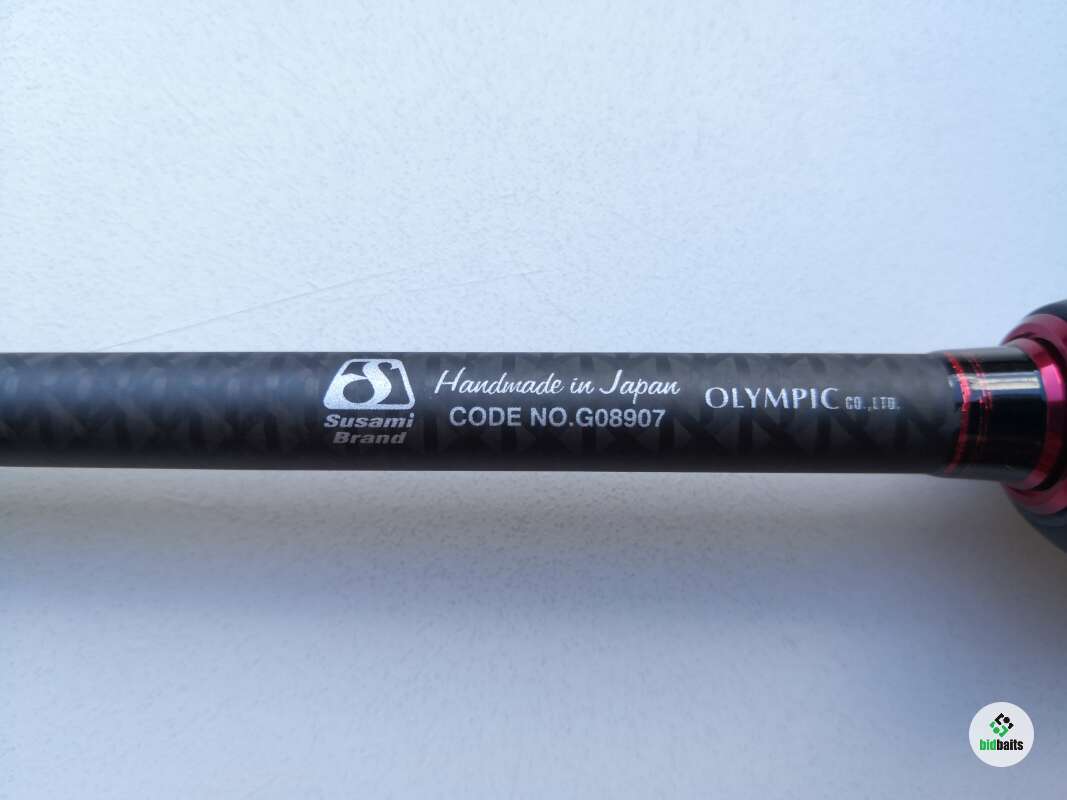 Handmade in Japan
CODE NO.G08907
Susami
Brand
OLYMPIC CO.,LTD.
bidbaits